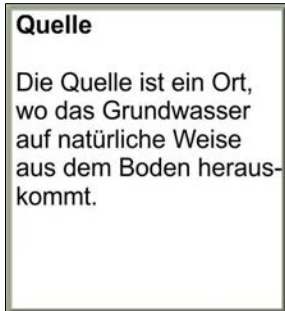 Quelle
Die Quelle ist ein Ort,
wo das Grundwasser
auf natürliche Weise
aus dem Boden heraus-
kommt.